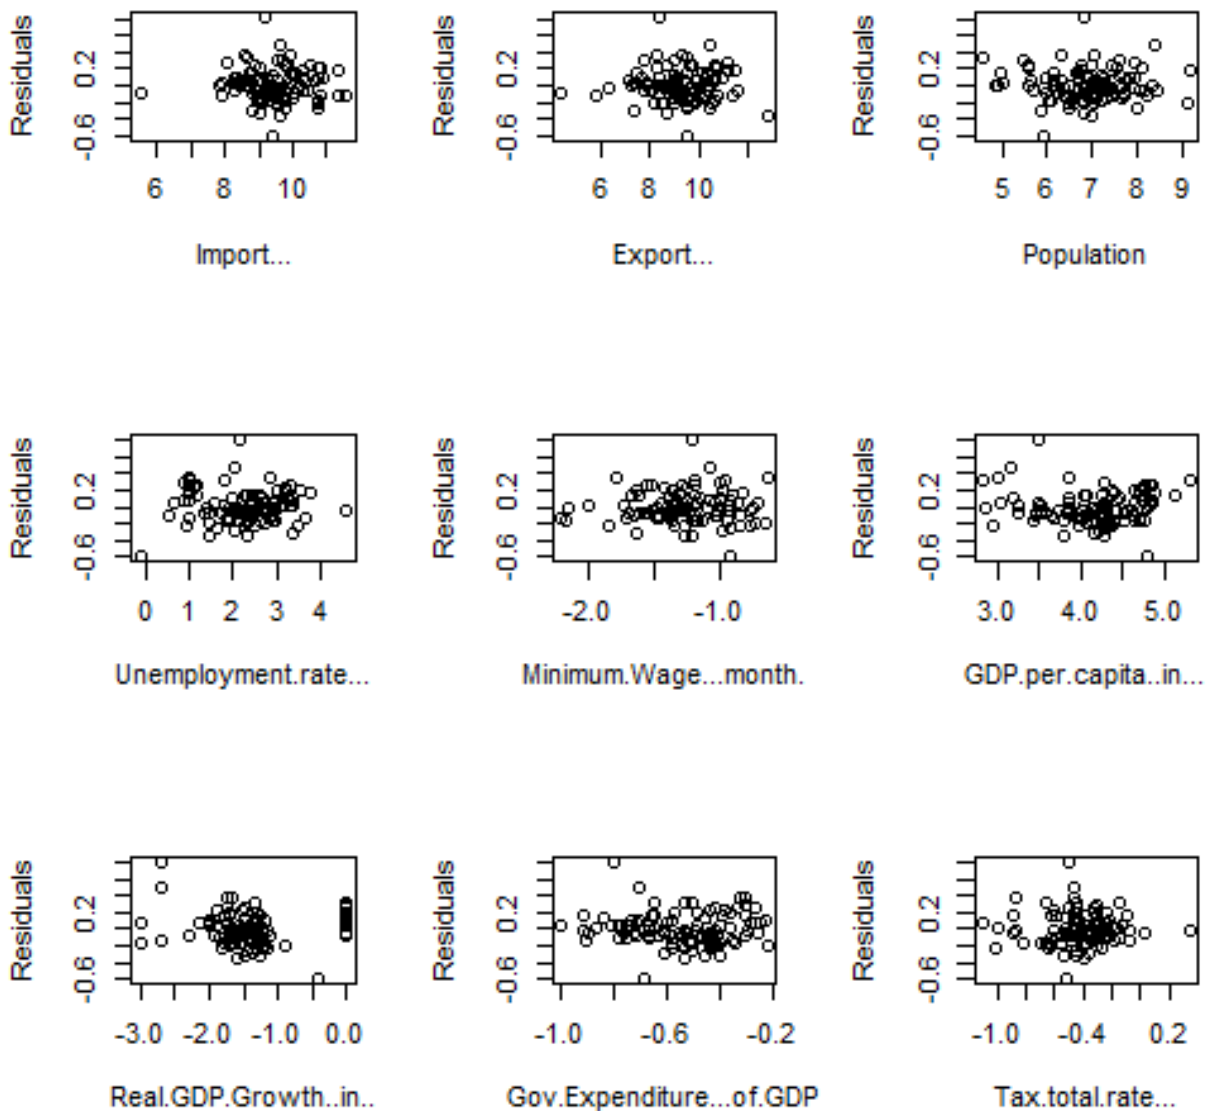 Residuals
0.2
-0.6
6 8 10
Import...
Residuals
0.2
-0.6
6 8 10
Export...
Residuals
0.2
-0.6
5 6 7 8 9
Population
Residuals
0.2
-0.6
0 1 2 3 4
Unemployment.rate...
Residuals
0.2
-0.6
-2.0 -1.0
Minimum.Wage...month.
Residuals
0.2
-0.6
3.0 4.0 5.0
GDP.per.capita..in...
Residuals
0.2
-0.6
-3.0 -2.0 -1.0 0.0
Real.GDP.Growth..in..
Residuals
0.2
-0.6
-1.0 -0.6 -0.2
Gov.Expenditure...of.GDP
Residuals
0.2
-0.6
-1.0 -0.4 0.2
Tax.total.rate...